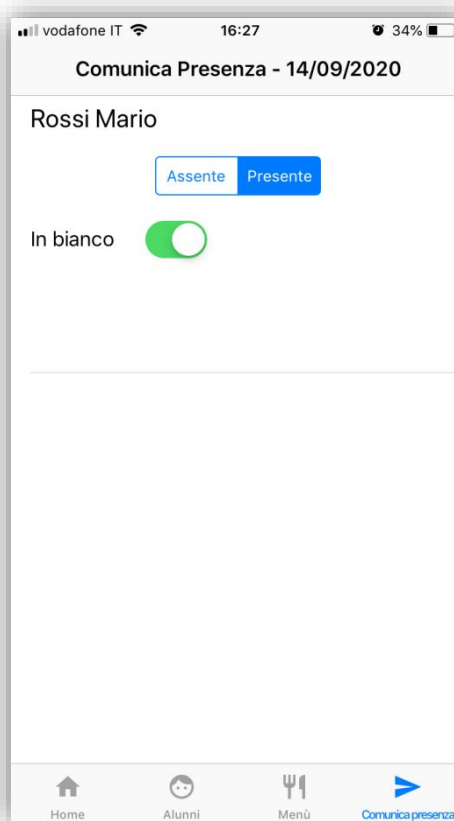 vodafone IT 16:27 34%
Comunica Presenza - 14/09/2020
Rossi Mario
Assente Presente
In bianco
Home Alunni Menù Comunica presenza